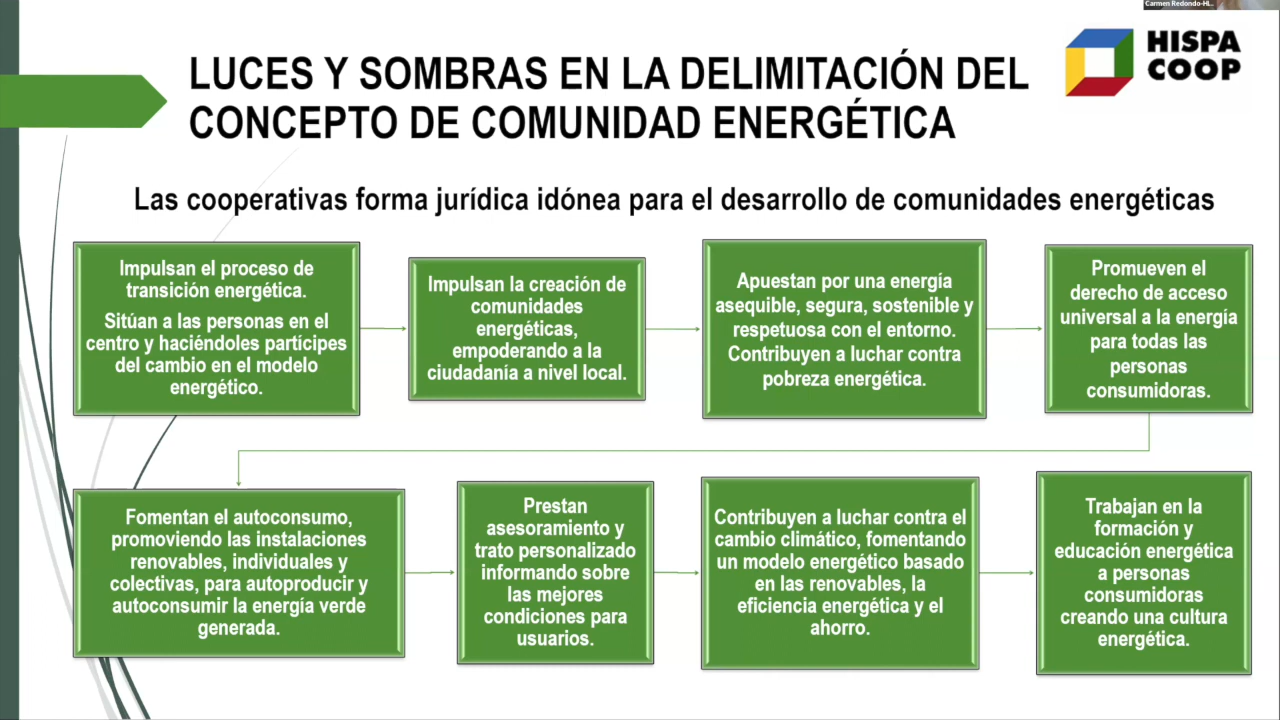 Carmen Redondo-Hi...
HISPA
COOP
LUCES Y SOMBRAS EN LA DELIMITACIÓN DEL
CONCEPTO DE COMUNIDAD ENERGÉTICA
Las cooperativas forma jurídica idónea para el desarrollo de comunidades energéticas
Impulsan el proceso de
transición energética.
Sitúan a las personas en el
centro y haciéndoles partícipes
del cambio en el modelo
energético.
Impulsan la creación de
comunidades
energéticas,
empoderando a la
ciudadanía a nivel local.
Apuestan por una energía
asequible, segura, sostenible y
respetuosa con el entorno.
Contribuyen a luchar contra
pobreza energética.
Promueven el
derecho de acceso
universal a la energía
para todas las
personas
consumidoras.
Fomentan el autoconsumo,
promoviendo las instalaciones
renovables, individuales y
colectivas, para autoproducir y
autoconsumir la energía verde
generada.
Prestan
asesoramiento y
trato personalizado
informando sobre
las mejores
condiciones para
usuarios.
Contribuyen a luchar contra el
cambio climático, fomentando
un modelo energético basado
en las renovables, la
eficiencia energética y el
ahorro.
Trabajan en la
formación y
educación energética
a personas
consumidoras
creando una cultura
energética.